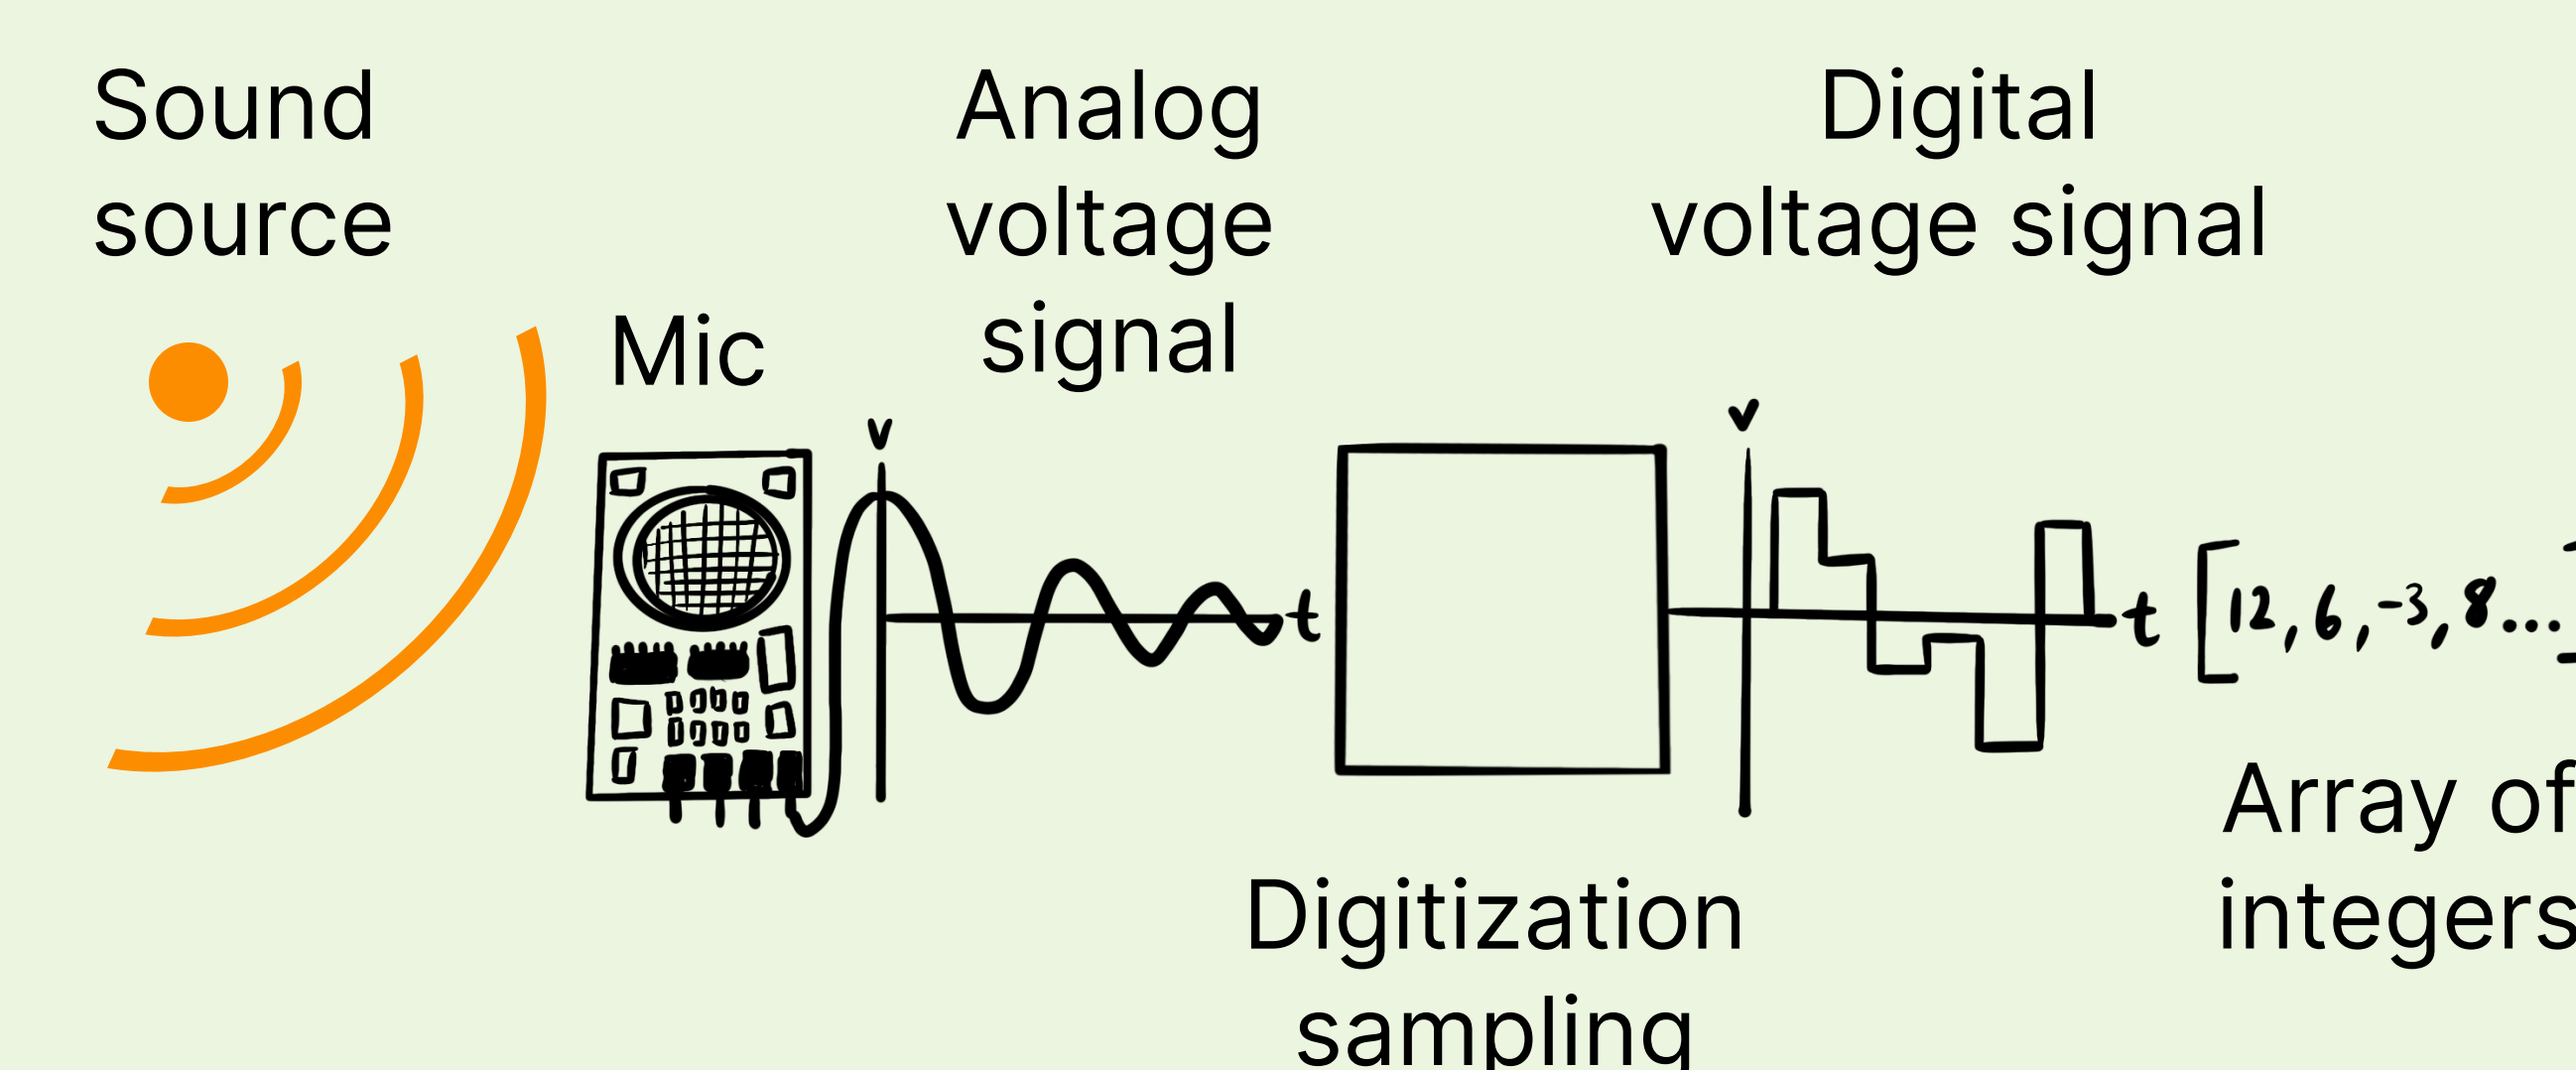 Sound
source
Mic
Analog
voltage
signal
v
t
Digitization
sampling
Digital
voltage signal
v
t
[12, 6, -3, 8...]
Array of
integers